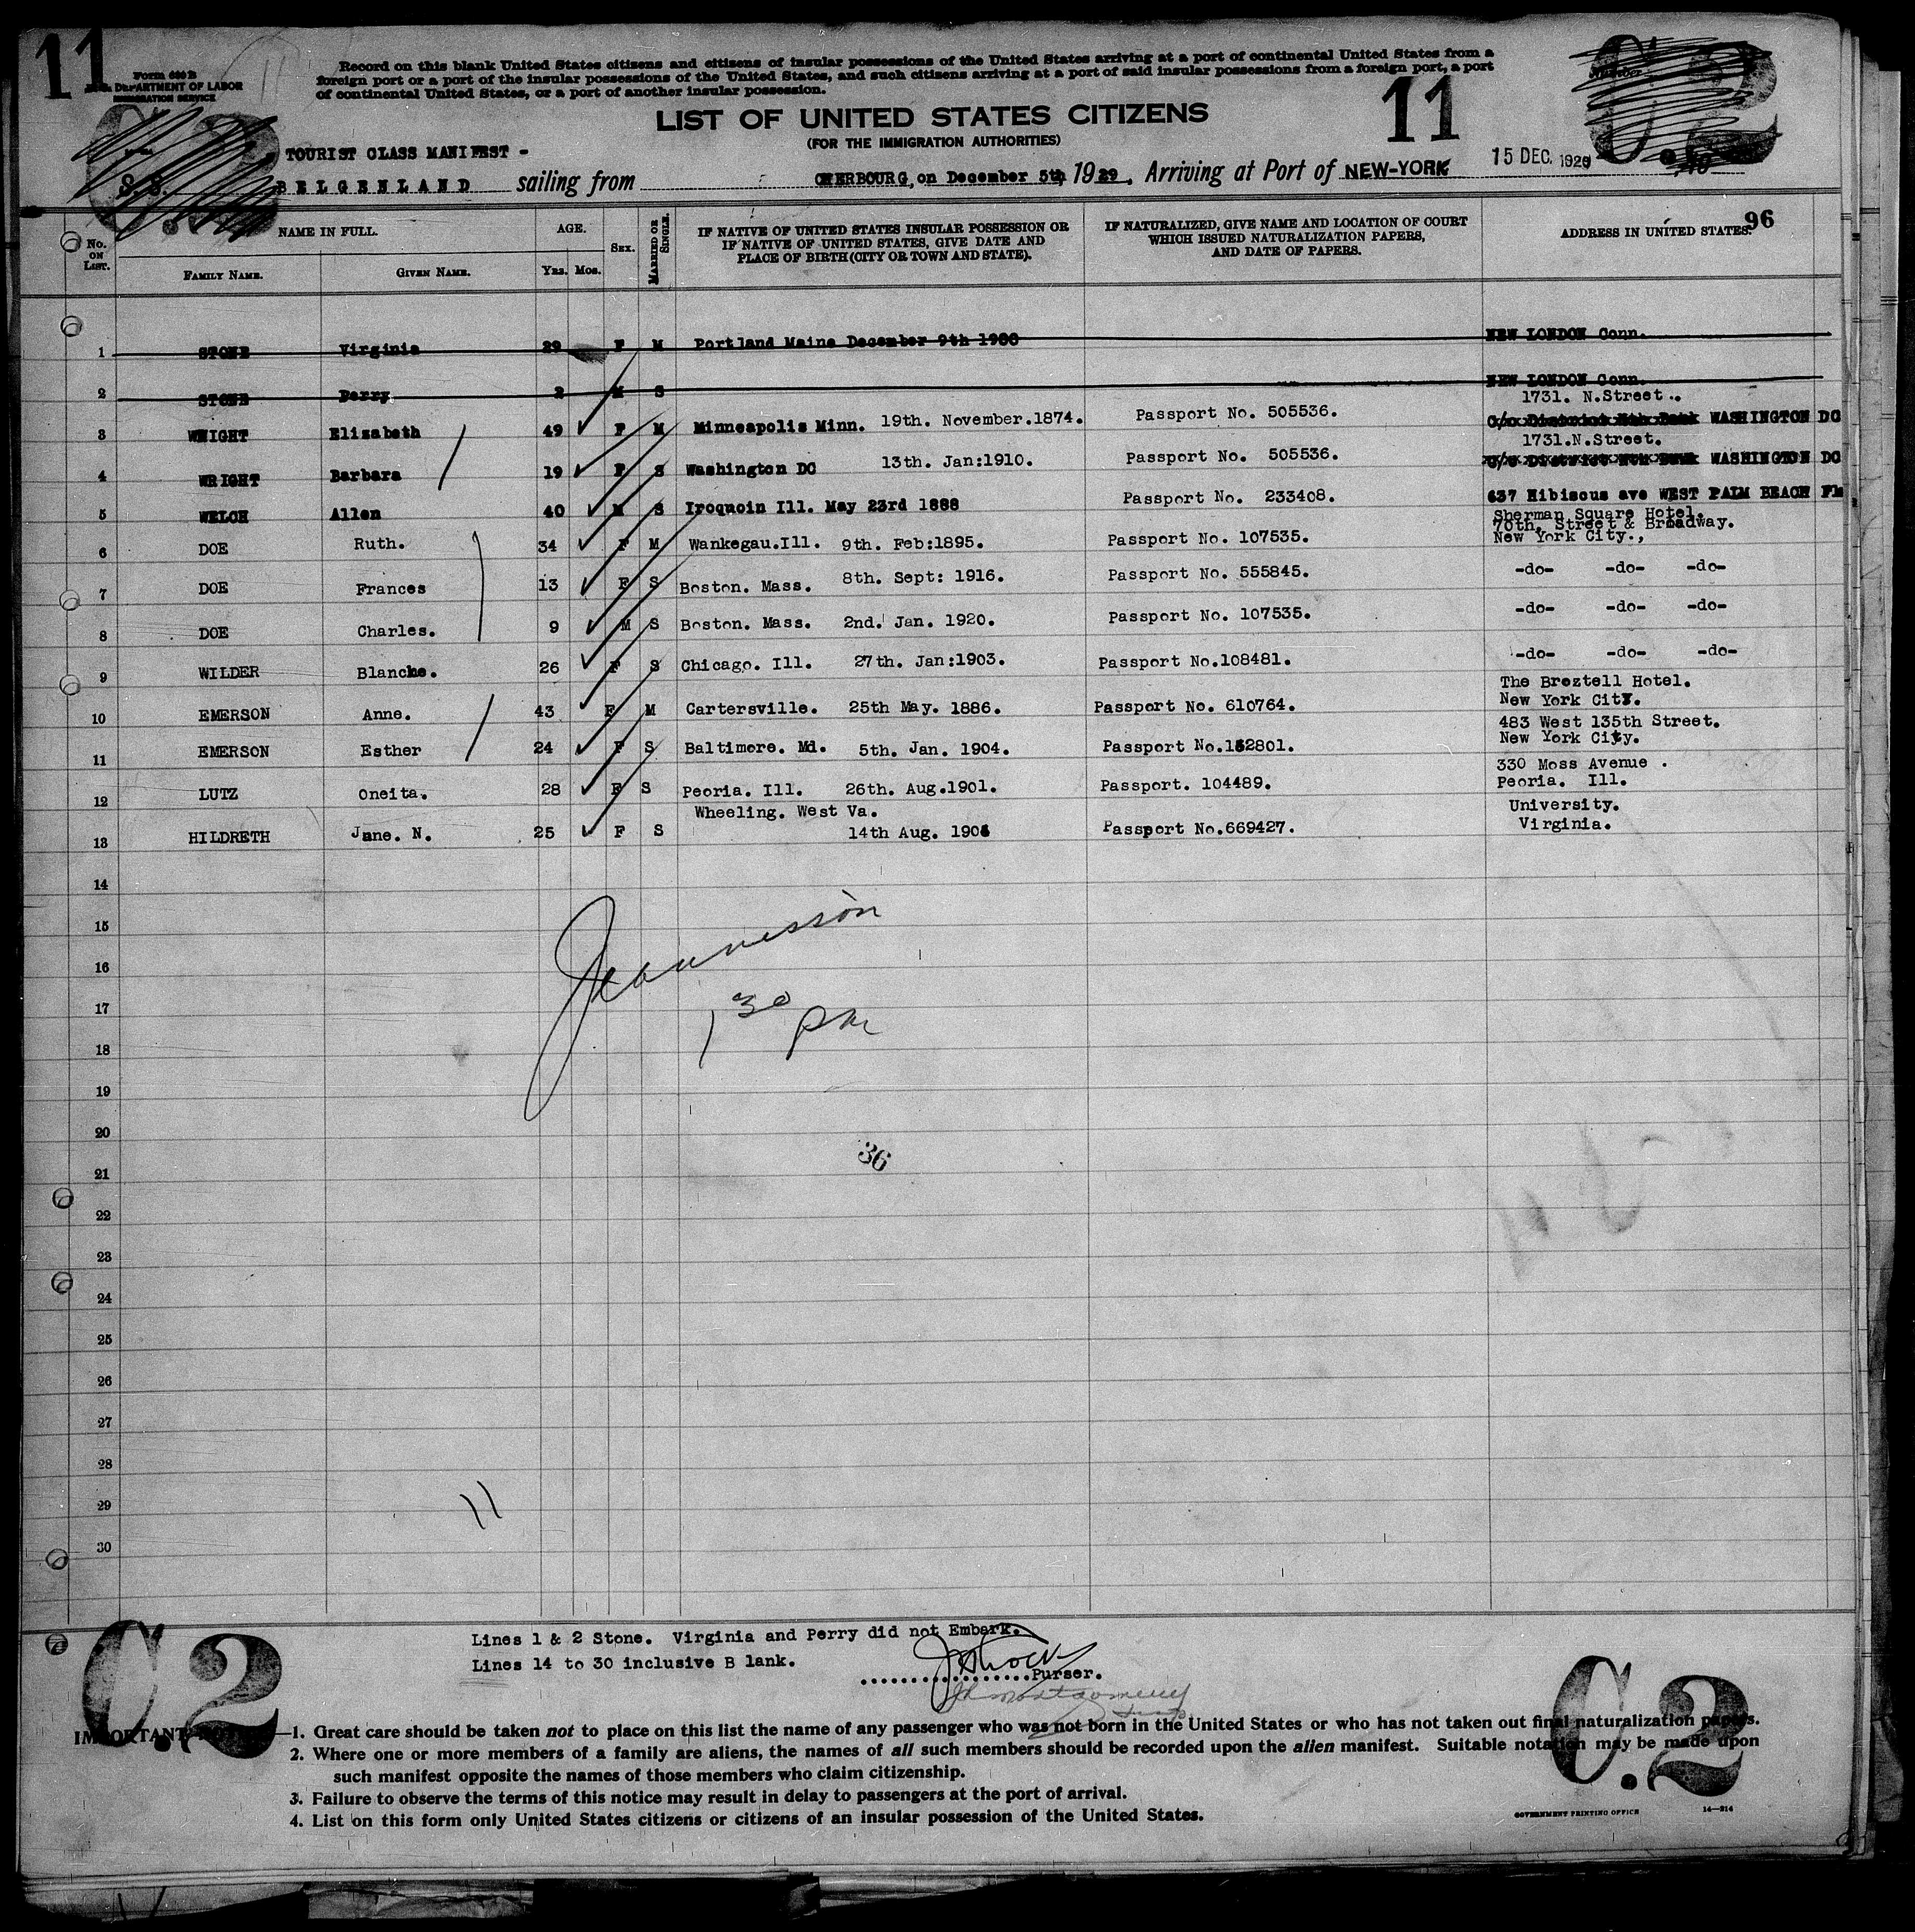 11
Form 630 B
U.S. DEPARTMENT OF LABOR
IMMIGRATION SERVICE
Record on this blank United States citizens and citizens of insular possessions of the United States arriving at a port of continental United States from a
foreign port or a port of the insular possessions of the United States, and such citizens arriving at a port of said insular possessions from a foreign port, a port
of continental United States, or a port of another insular possession.
LIST OF UNITED STATES CITIZENS
(FOR THE IMMIGRATION AUTHORITIES)
11
C.2
TOURIST CLASS MANIFEST -
S.S. BELGENLAND sailing from CHERBOURG, on December 5th, 1929, Arriving at Port of NEW-YORK 15 DEC. 1929
96
No. ON LIST. NAME IN FULL. FAMILY NAME. GIVEN NAME. AGE. YRS. MOS. SEX. MARRIED OR SINGLE.
IF NATIVE OF UNITED STATES INSULAR POSSESSION OR
IF NATIVE OF UNITED STATES, GIVE DATE AND
PLACE OF BIRTH (CITY OR TOWN AND STATE).
IF NATURALIZED, GIVE NAME AND LOCATION OF COURT
WHICH ISSUED NATURALIZATION PAPERS,
AND DATE OF PAPERS.
ADDRESS IN UNITED STATES.
1 STONE Virginia 29 F M Portland Maine December 9th 1900 NEW LONDON Conn.
2 STONE Perry 2 M S NEW LONDON Conn.
1731. N.Street.
3 WRIGHT Elizabeth 49 F M Minneapolis Minn. 19th. November.1874. Passport No. 505536. WASHINGTON DC
1731.N.Street.
4 WRIGHT Barbara 19 F S Washington DC 13th. Jan:1910. Passport No. 505536. WASHINGTON DC
5 WELCH Allen 40 M S Iroquoin Ill. May 23rd 1888 Passport No. 233408. 637 Hibiscus ave WEST PALM BEACH
Sherman Square Hotel.
70th. Street & Broadway.
6 DOE Ruth. 34 F M Wankegau.Ill. 9th. Feb:1895. Passport No. 107535. New York City.,
7 DOE Frances 13 F S Boston. Mass. 8th. Sept: 1916. Passport No. 555845. -do- -do- -do-
8 DOE Charles. 9 M S Boston. Mass. 2nd. Jan. 1920. Passport No. 107535. -do- -do- -do-
9 WILDER Blanche. 26 F S Chicago. Ill. 27th. Jan:1903. Passport No.108481. -do- -do- -do-
The Breztell Hotel.
10 EMERSON Anne. 43 F M Cartersville. 25th May. 1886. Passport No. 610764. New York City.
483 West 135th Street.
11 EMERSON Esther 24 F S Baltimore. Md. 5th. Jan. 1904. Passport No.152801. New York City.
330 Moss Avenue .
12 LUTZ Oneita. 28 F S Peoria. Ill. 26th. Aug.1901. Passport. 104489. Peoria. Ill.
Wheeling. West Va. University.
13 HILDRETH Jane. N. 25 F S 14th Aug. 190 Passport No.669427. Virginia.
14
15
16
17
1 30 pm
18
19
20
36
21
22
23
24
25
26
27
28
29
11
30
Lines 1 & 2 Stone. Virginia and Perry did not Embark.
Lines 14 to 30 inclusive B lank.
Purser.
C.2
C.2
IMPORTANT —1. Great care should be taken not to place on this list the name of any passenger who was not born in the United States or who has not taken out final naturalization papers.
2. Where one or more members of a family are aliens, the names of all such members should be recorded upon the alien manifest. Suitable notation may be made upon
such manifest opposite the names of those members who claim citizenship.
3. Failure to observe the terms of this notice may result in delay to passengers at the port of arrival.
4. List on this form only United States citizens or citizens of an insular possession of the United States.
GOVERNMENT PRINTING OFFICE 14—214